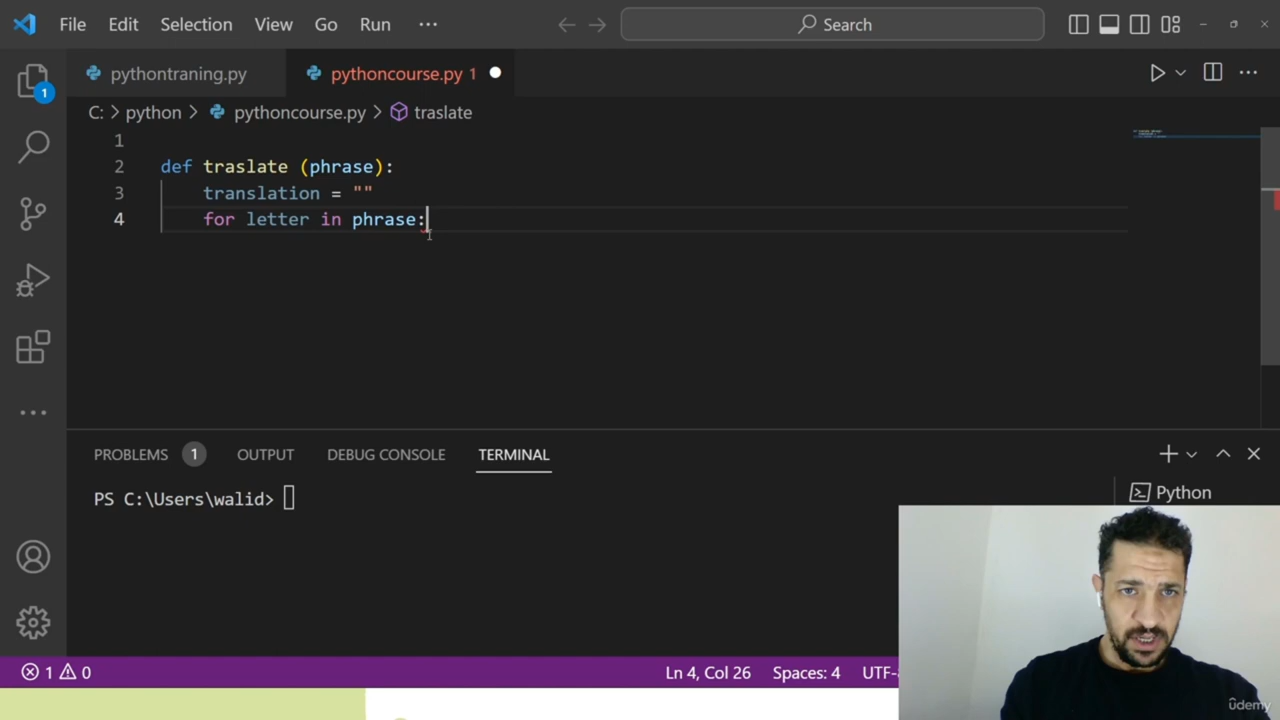 File Edit Selection View Go Run ··· Search
pythontraning.py pythoncourse.py 1
1
C: > python > pythoncourse.py > traslate
1
2 def traslate (phrase):
3 translation = ""
4 for letter in phrase:
PROBLEMS 1 OUTPUT DEBUG CONSOLE TERMINAL
PS C:\Users\walid>
Python
1 0 Ln 4, Col 26 Spaces: 4 UTF-
ûdemy